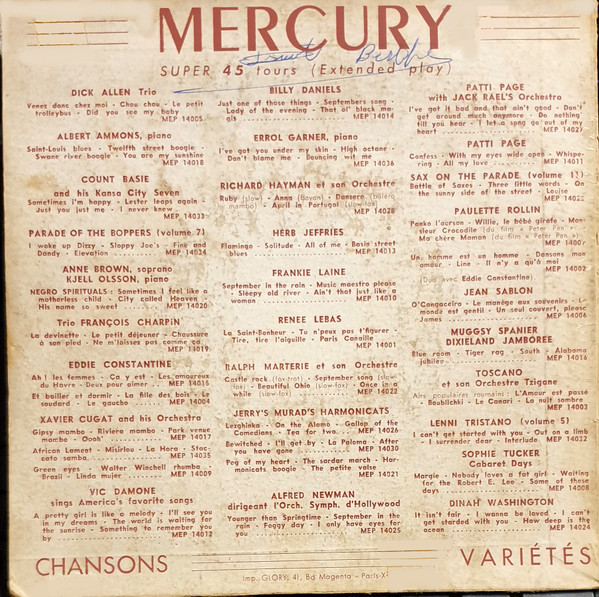 MERCURY
SUPER 45 tours (Extended play)
DICK ALLEN Trio
Venez donc chez moi - Chou chou - Le petit
trolleybus - Did you see my baby
MEP 14005
ALBERT AMMONS, piano
Saint-Louis blues - Twelfth street boogie -
Swanee river boogie - You are my sunshine
MEP 14018
COUNT BASIE
and his Kansa City Seven
Sometimes I'm happy - Lester leaps again
Just you just me - I never knew
MEP 14033
PARADE OF THE BOPPERS (volume 7)
I woke up Dizzy - Sloppy Joe's - Fine and
Dandy - Elevation MEP 14034
ANNE BROWN, soprano
KJELL OLSSON, piano
NEGRO SPIRITUALS : Sometimes I feel like a
motherless child - City called Heaven
His name so sweet MEP 14020
Trio FRANÇOIS CHARPIN
La devinette - Le petit déjeuner - Chaussure
à son pied - Ne m'laisses pas comme ça
MEP 14019
EDDIE CONSTANTINE
Ah ! les femmes - Ça y est - Les amoureux
du Havre - Deux pour aimer MEP 14015
Et bailler et dormir - La fille des bois - Le
soudard - Le gaucho MEP 14004
XAVIER CUGAT and his Orchestra
Gipsy mambo - Riviera mambo - Park venue
mambo - Oooh MEP 14017
African Lament - Misirlou - La Hora - Stac-
cato samba MEP 14035
Green eyes - Walter Winchell rhumba
Brazil - Linda mujer MEP 14009
VIC DAMONE
sings America's favorite songs
A pretty girl is like a melody - I'll see you
in my dreams - The world is waiting for
the sunrise - Something to remember you
by MEP 14012
BILLY DANIELS
Just one of those things - Septembers song -
Lady of the evening - That ol' black ma-
gic MEP 14014
ERROL GARNER, piano
I've got you under my skin - High octane -
Don't blame me - Bouncing wit me
MEP 14036
RICHARD HAYMAN et son Orchestre
Ruby (slow) - Anna (Bayan) - Dansero (boléro
mambo) - April in Portugal (slow-fox)
MEP 14028
HERB JEFFRIES
Flamingo - Solitude - All of me - Basin street
blues MEP 14013
FRANKIE LAINE
September in the rain - Music maestro please
- Sleepy old river - Ain't that just like a
woman MEP 14010
RENEE LEBAS
La Saint-Bonheur - Tu n'peux pas t'figurer -
Tire, tire l'aiguille - Paris Canaille
MEP 14001
RALPH MARTERIE et son Orchestre
Castle rock (fox-trot) - September song (slow
fox) - Beautiful Ohio (slow-fox) - Once in a
while (slow-fox) MEP 14022
JERRY'S MURAD'S HARMONICATS
Lezghinka - On the Alamo - Gallop of the
Comedians - Tea for two MEP 14026
Bewitched - I'll get by - La Paloma - After
you have gone MEP 14030
Peg of my heart - The sardar march - Har-
monicats boogie - The petite valse
MEP 14021
ALFRED NEWMAN
dirigeant l'Orch. Symph. d'Hollywood
Younger than Springtime - September in the
rain - Foggy day - I only have eyes for
you MEP 14025
PATTI PAGE
with JACK RAEL'S Orchestro
I've got it bad and that ain't good - Don't
get around much anymore - Do nothing
till you hear - I let a song go out of my
heart MEP 14027
PATTI PAGE
Confess - With my eyes wide open - Whisper-
ring - All my love MEP 14011
SAX ON THE PARADE (volume 1)
Battle of Saxes - Three little words - On
the sunny side of the street - Louise
PAULETTE ROLLIN
Panko l'ourson - Willie, le bébé girafe - Mon-
sieur Crocodile (du film « Peter Pan »)
Ma chère Maman (du film « Peter Pan »)
MEP 14007
Un homme est un homme - Dansons mon
amour - Line - Il n'y a qu'à moi
MEP 14002
(Duo avec Eddie Constantine)
JEAN SABLON
O'Cangaceiro - Le manège aux souvenirs - Le
monde est gentil - Un seul couvert, please
James MEP 14006
MUGGSY SPANIER
DIXIELAND JAMBOREE
Blue room - Tiger rag - South - Alabama
jubilee MEP 14016
TOSCANO
et son Orchestre Tzigane
Airs populaires roumains : L'Amour est passé
Boublitchki - Le Canari - La nuit sombre
MEP 14003
LENNI TRISTANO (volume 5)
I can't get started with you - Out on a limb
- I surrender dear - Interlude MEP 14032
SOPHIE TUCKER
Cabaret Days
Margie - Nobody loves a fat girl - Waiting
for the Robert E. Lee - Some of these
days MEP 14008
DINAH WASHINGTON
It isn't fair - I wanna be loved - I can't
get started with you - How deep is the
ocean MEP 14024
CHANSONS
VARIÉTÉS
Imp. GLORY, 41, Bd Magenta - Paris-X